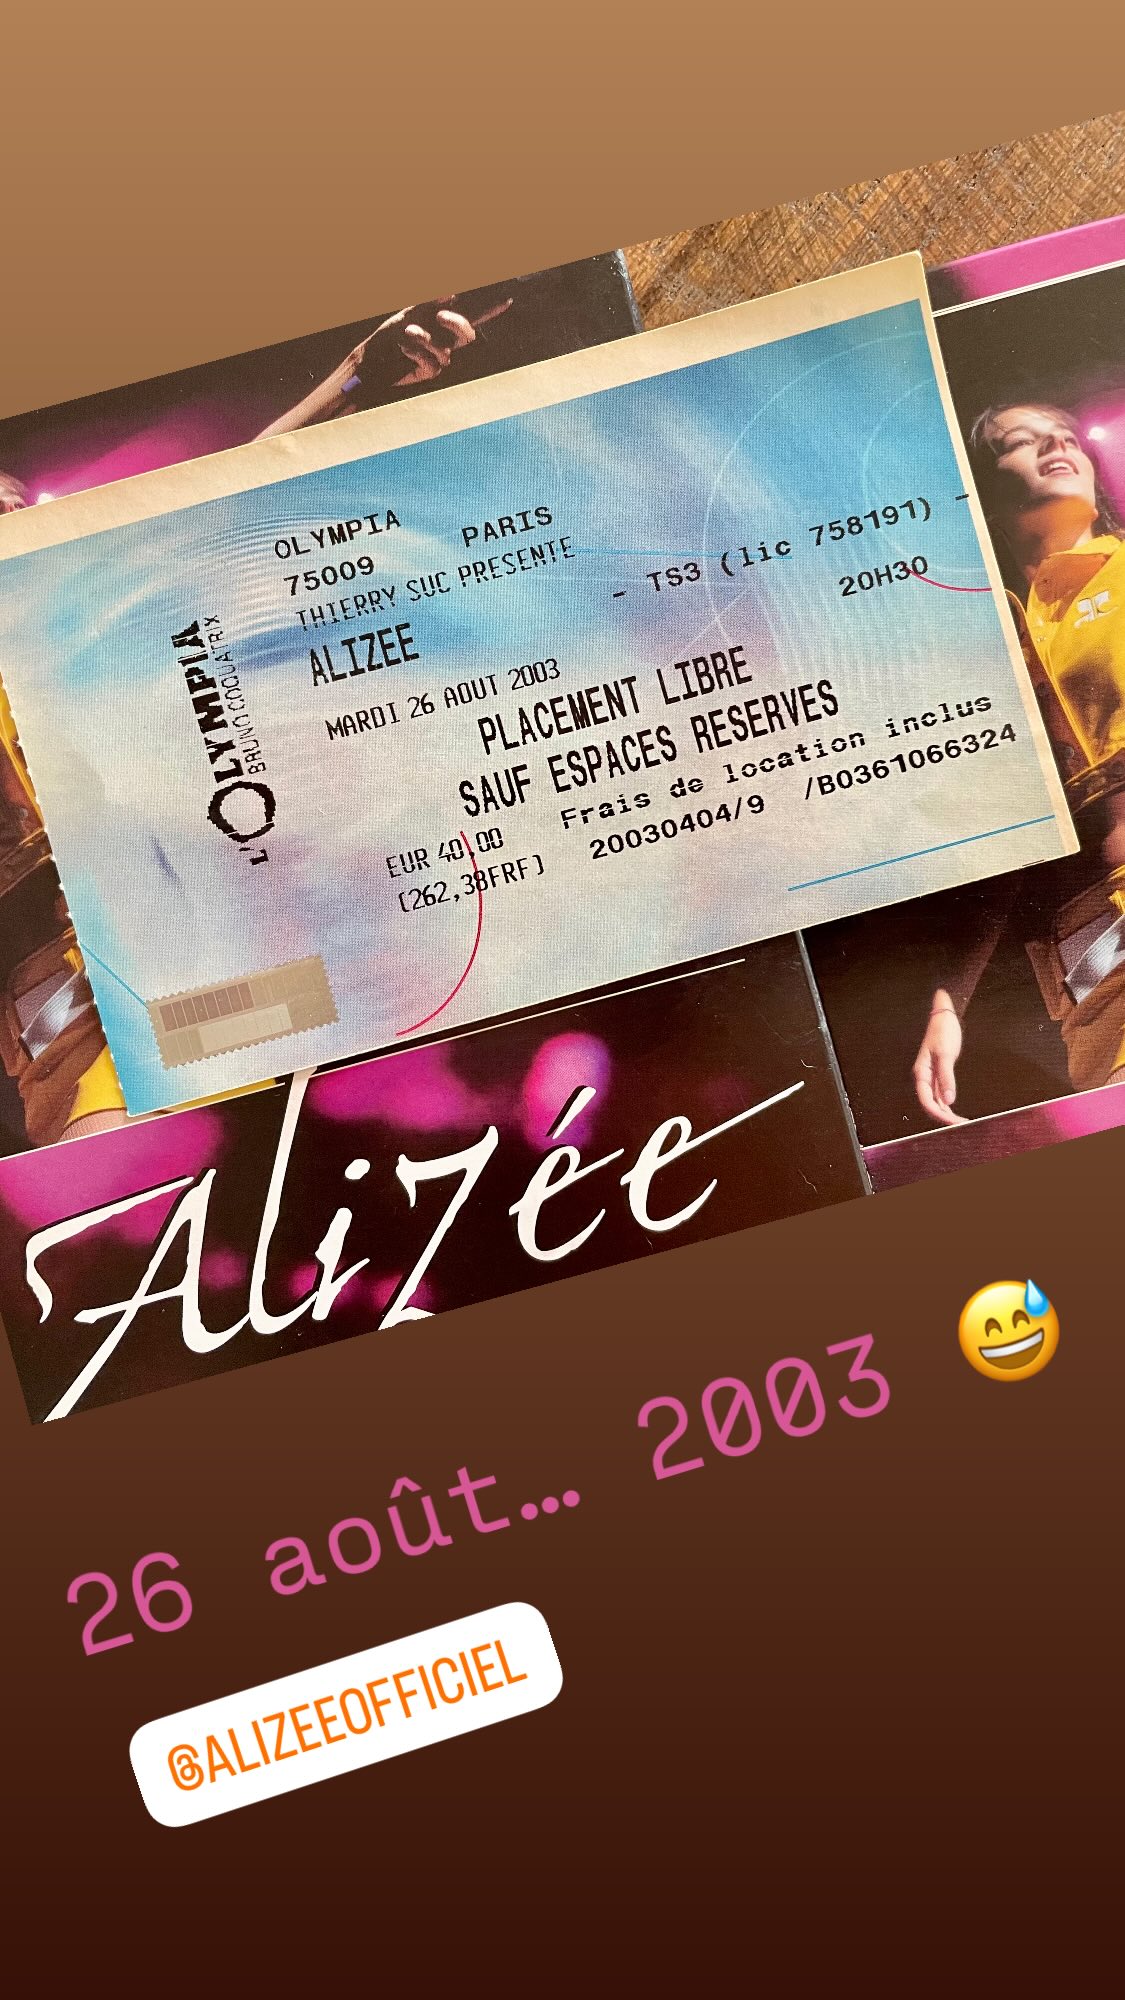 OLYMPIA PARIS
75009
THIERRY SUC PRESENTE - TS3 (lic 758191) -
ALIZEE 20H30
MARDI 26 AOUT 2003
PLACEMENT LIBRE
SAUF ESPACES RESERVES
EUR 40,00 Frais de location inclus
(262,38FRF) 20030404/9 /B0361066324
L'OLYMPIA
BRUNO COQUATRIX
Alizée
26 août... 2003 😅
@ALIZEEOFFICIEL